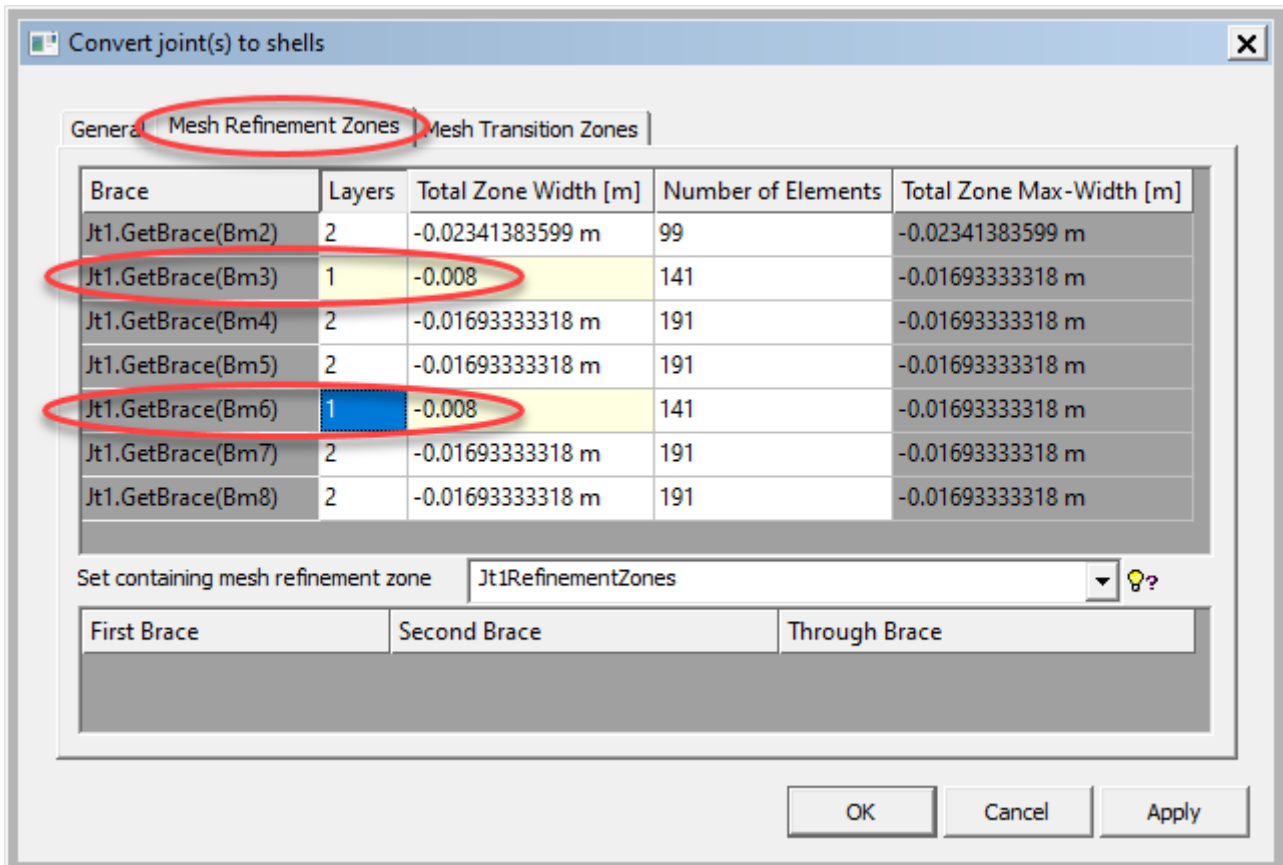 Convert joint(s) to shells
General Mesh Refinement Zones Mesh Transition Zones
Brace Layers Total Zone Width [m] Number of Elements Total Zone Max-Width [m]
Jt1.GetBrace(Bm2) 2 -0.02341383599 m 99 -0.02341383599 m
Jt1.GetBrace(Bm3) 1 -0.008 141 -0.01693333318 m
Jt1.GetBrace(Bm4) 2 -0.01693333318 m 191 -0.01693333318 m
Jt1.GetBrace(Bm5) 2 -0.01693333318 m 191 -0.01693333318 m
Jt1.GetBrace(Bm6) 1 -0.008 141 -0.01693333318 m
Jt1.GetBrace(Bm7) 2 -0.01693333318 m 191 -0.01693333318 m
Jt1.GetBrace(Bm8) 2 -0.01693333318 m 191 -0.01693333318 m
Set containing mesh refinement zone Jt1RefinementZones ?
First Brace Second Brace Through Brace
OK Cancel Apply